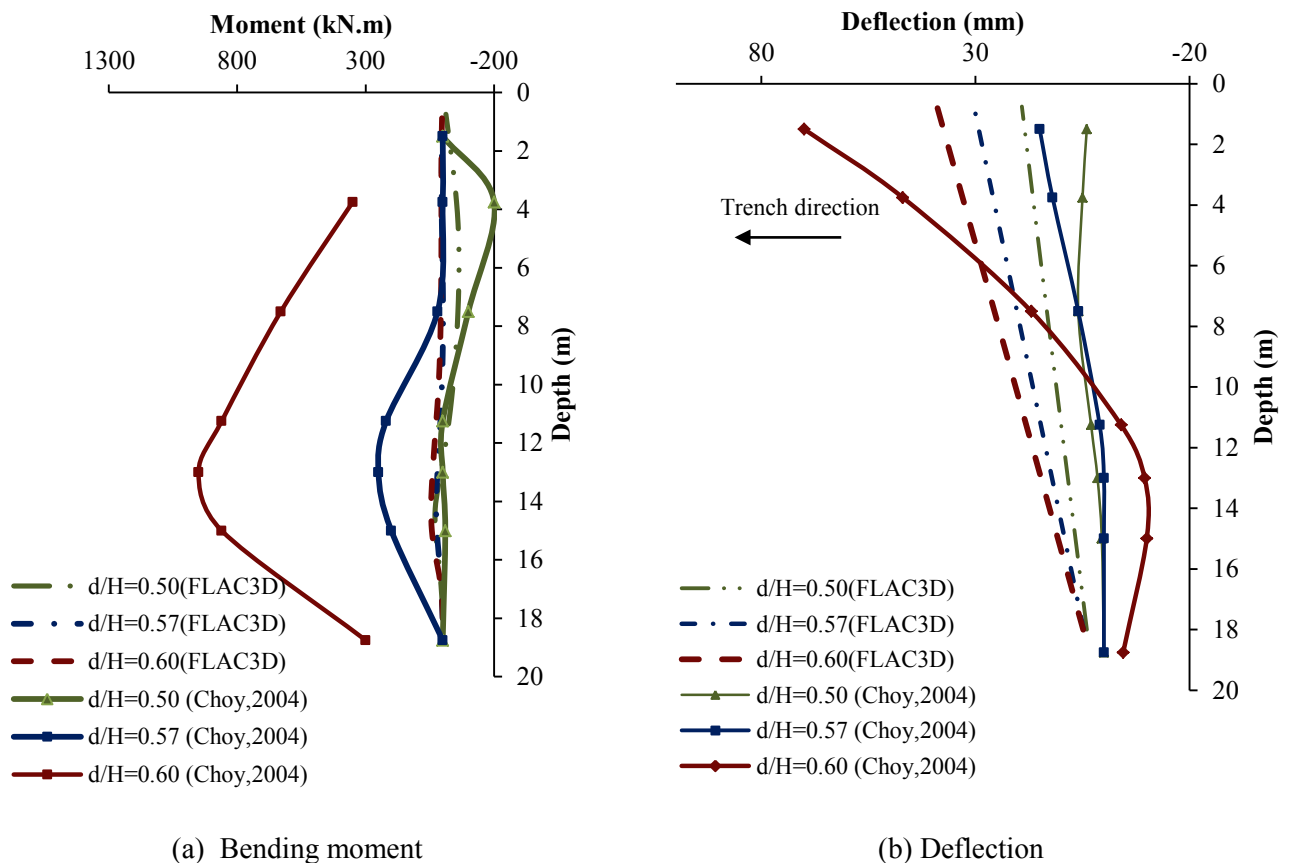 Moment (kN.m)
1300 800 300 -200
0
2
4
6
8
10
12
14
16
18
20
Depth (m)
d/H=0.50(FLAC3D)
d/H=0.57(FLAC3D)
d/H=0.60(FLAC3D)
d/H=0.50 (Choy,2004)
d/H=0.57 (Choy,2004)
d/H=0.60 (Choy,2004)
(a) Bending moment
Deflection (mm)
80 30 -20
0
2
4
6
8
10
12
14
16
18
20
Depth (m)
Trench direction
d/H=0.50(FLAC3D)
d/H=0.57(FLAC3D)
d/H=0.60(FLAC3D)
d/H=0.50 (Choy,2004)
d/H=0.57 (Choy,2004)
d/H=0.60 (Choy,2004)
(b) Deflection